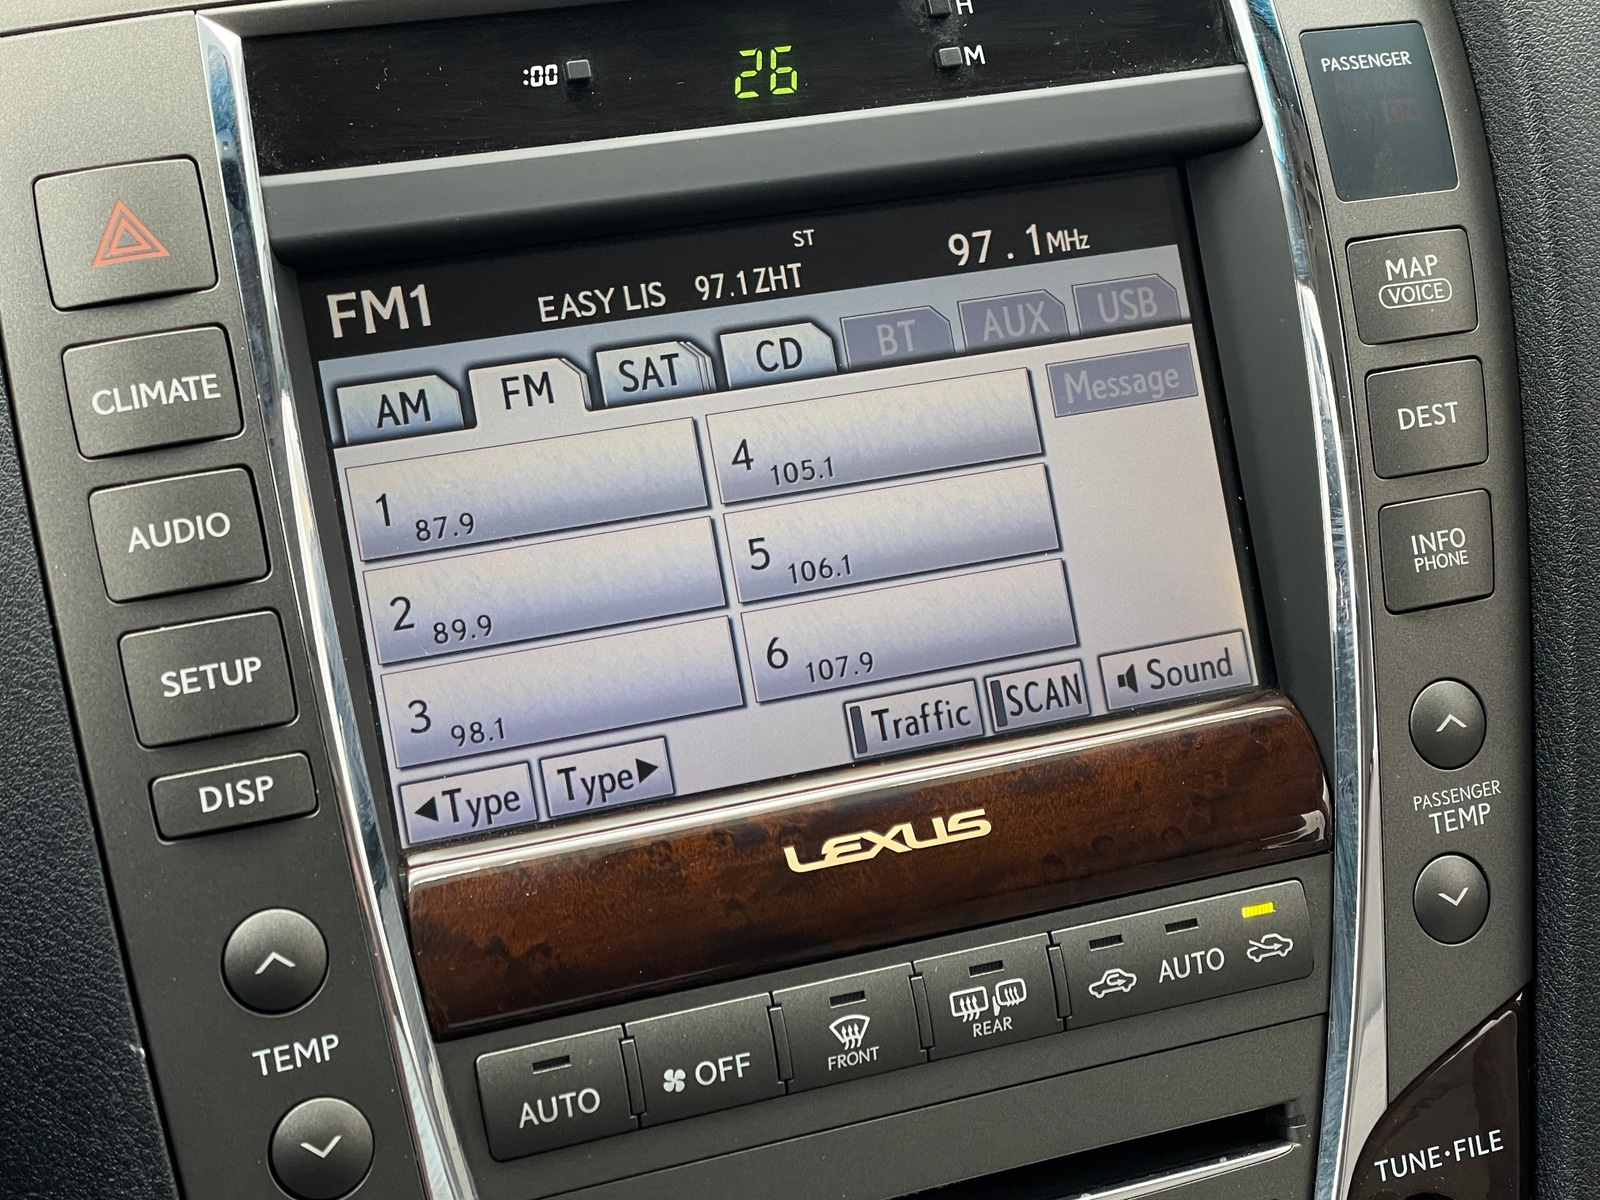 H
:00
26
M
PASSENGER
ST
FM1 EASY LIS 97.1ZHT 97.1MHz
AM FM SAT CD BT AUX USB
Message
1 87.9
4 105.1
2 89.9
5 106.1
3 98.1
6 107.9
◀Type Type▶ Traffic SCAN Sound
CLIMATE
AUDIO
SETUP
DISP
TEMP
MAP
VOICE
DEST
INFO
PHONE
PASSENGER
TEMP
LEXUS
AUTO
OFF
FRONT
REAR
AUTO
TUNE•FILE